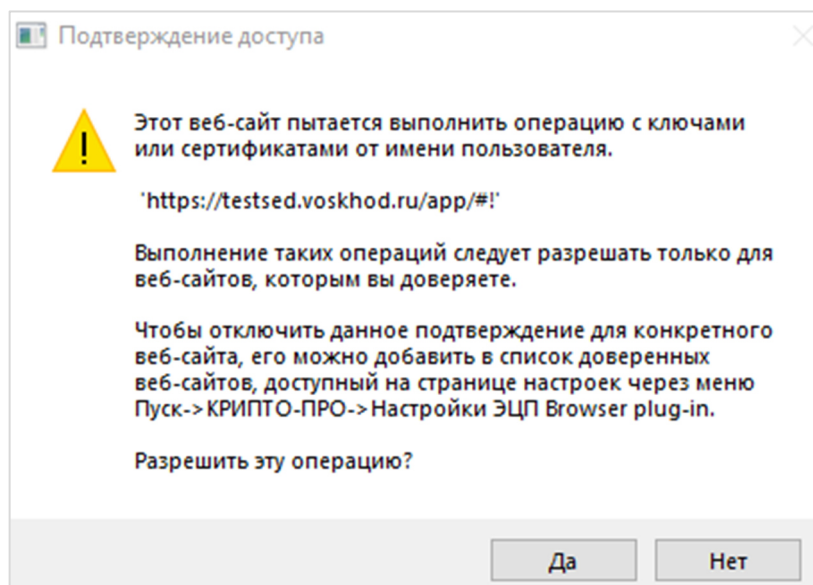 Подтверждение доступа
Этот веб-сайт пытается выполнить операцию с ключами
или сертификатами от имени пользователя.
'https://testsed.voskhod.ru/app/#!'
Выполнение таких операций следует разрешать только для
веб-сайтов, которым вы доверяете.
Чтобы отключить данное подтверждение для конкретного
веб-сайта, его можно добавить в список доверенных
веб-сайтов, доступный на странице настроек через меню
Пуск->КРИПТО-ПРО->Настройки ЭЦП Browser plug-in.
Разрешить эту операцию?
Да
Нет